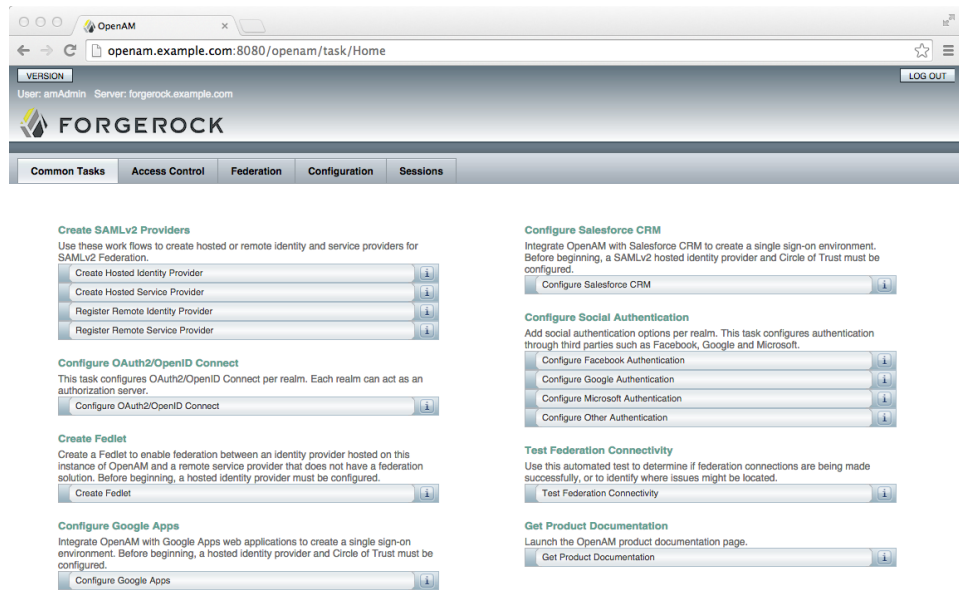 OpenAM
openam.example.com:8080/openam/task/Home
VERSION
LOG OUT
User: amAdmin Server: forgerock.example.com
FORGEROCK
Common Tasks
Access Control
Federation
Configuration
Sessions
Create SAMLv2 Providers
Use these work flows to create hosted or remote identity and service providers for
SAMLv2 Federation.
Create Hosted Identity Provider
Create Hosted Service Provider
Register Remote Identity Provider
Register Remote Service Provider
Configure OAuth2/OpenID Connect
This task configures OAuth2/OpenID Connect per realm. Each realm can act as an
authorization server.
Configure OAuth2/OpenID Connect
Create Fedlet
Create a Fedlet to enable federation between an identity provider hosted on this
instance of OpenAM and a remote service provider that does not have a federation
solution. Before beginning, a hosted identity provider must be configured.
Create Fedlet
Configure Google Apps
Integrate OpenAM with Google Apps web applications to create a single sign-on
environment. Before beginning, a hosted identity provider and Circle of Trust must be
configured.
Configure Google Apps
Configure Salesforce CRM
Integrate OpenAM with Salesforce CRM to create a single sign-on environment.
Before beginning, a SAMLv2 hosted identity provider and Circle of Trust must be
configured.
Configure Salesforce CRM
Configure Social Authentication
Add social authentication options per realm. This task configures authentication
through third parties such as Facebook, Google and Microsoft.
Configure Facebook Authentication
Configure Google Authentication
Configure Microsoft Authentication
Configure Other Authentication
Test Federation Connectivity
Use this automated test to determine if federation connections are being made
successfully, or to identify where issues might be located.
Test Federation Connectivity
Get Product Documentation
Launch the OpenAM product documentation page.
Get Product Documentation